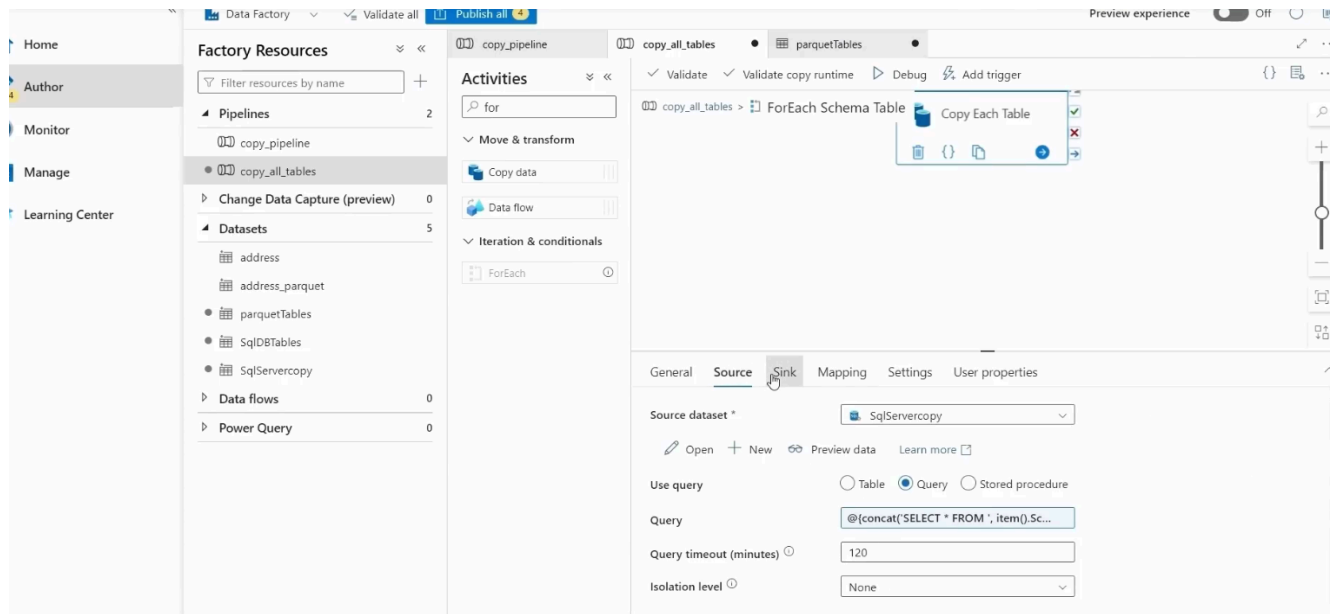 Data Factory
Validate all
Publish all 4
Preview experience
Off
Home
Author
4
Monitor
Manage
Learning Center
Factory Resources
Filter resources by name
Pipelines 2
copy_pipeline
copy_all_tables
Change Data Capture (preview) 0
Datasets 5
address
address_parquet
parquetTables
SqlDBTables
SqlServercopy
Data flows 0
Power Query 0
copy_pipeline
copy_all_tables
parquetTables
Activities
for
Move & transform
Copy data
Data flow
Iteration & conditionals
ForEach
Validate
Validate copy runtime
Debug
Add trigger
copy_all_tables > ForEach Schema Table
Copy Each Table
General Source Sink Mapping Settings User properties
Source dataset *
SqlServercopy
Open
New
Preview data
Learn more
Use query
Table Query Stored procedure
Query
@{concat('SELECT * FROM ', item().Sc...
Query timeout (minutes)
120
Isolation level
None